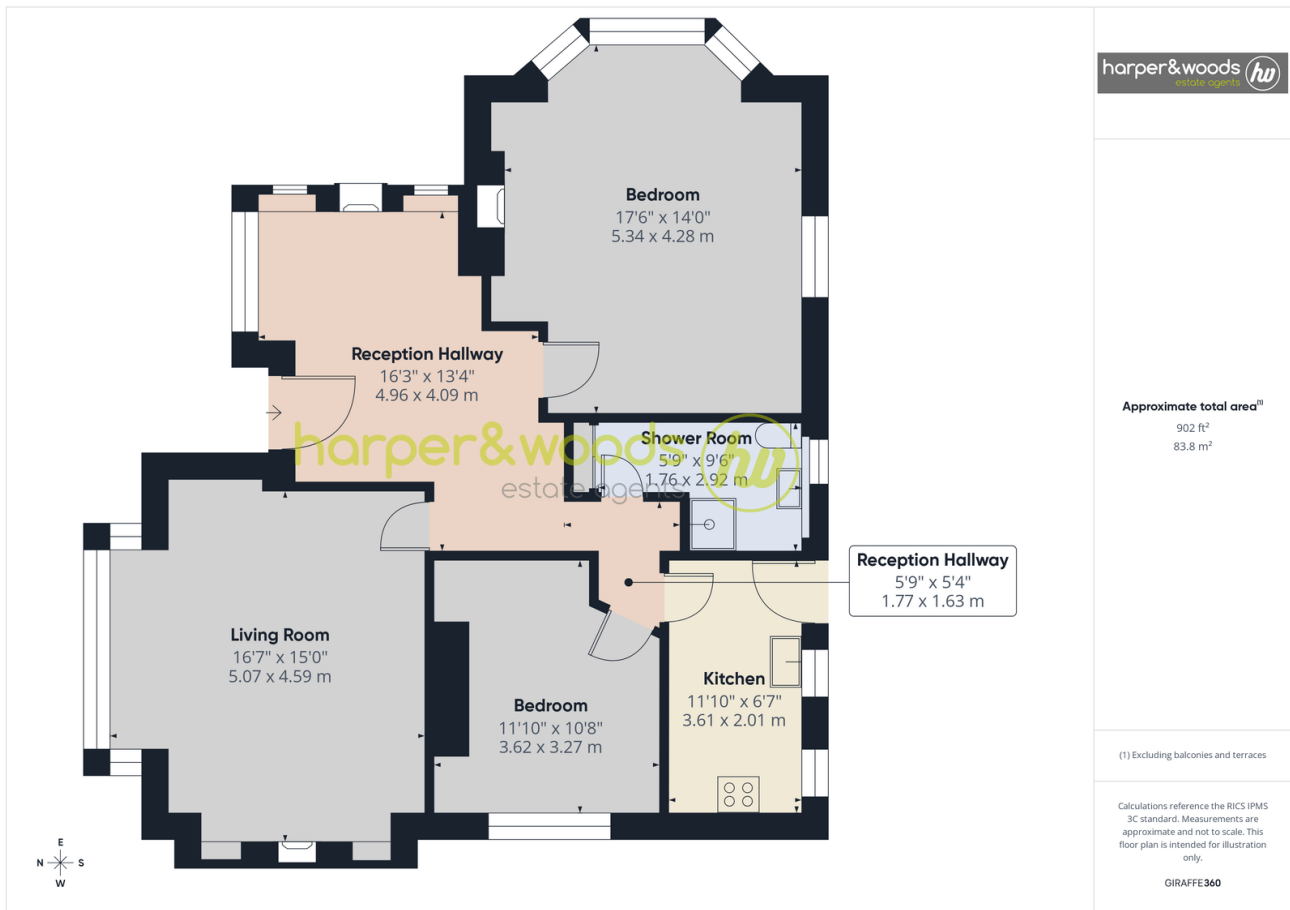 harper&woods hw
estate agents
Bedroom
17'6" x 14'0"
5.34 x 4.28 m
Reception Hallway
16'3" x 13'4"
4.96 x 4.09 m
Shower Room
5'9" x 9'6"
1.76 x 2.92 m
harper&woods hw
estate agents
Reception Hallway
5'9" x 5'4"
1.77 x 1.63 m
Living Room
16'7" x 15'0"
5.07 x 4.59 m
Bedroom
11'10" x 10'8"
3.62 x 3.27 m
Kitchen
11'10" x 6'7"
3.61 x 2.01 m
E
N S
W
Approximate total area(1)
902 ft²
83.8 m²
(1) Excluding balconies and terraces
Calculations reference the RICS IPMS
3C standard. Measurements are
approximate and not to scale. This
floor plan is intended for illustration
only.
GIRAFFE360